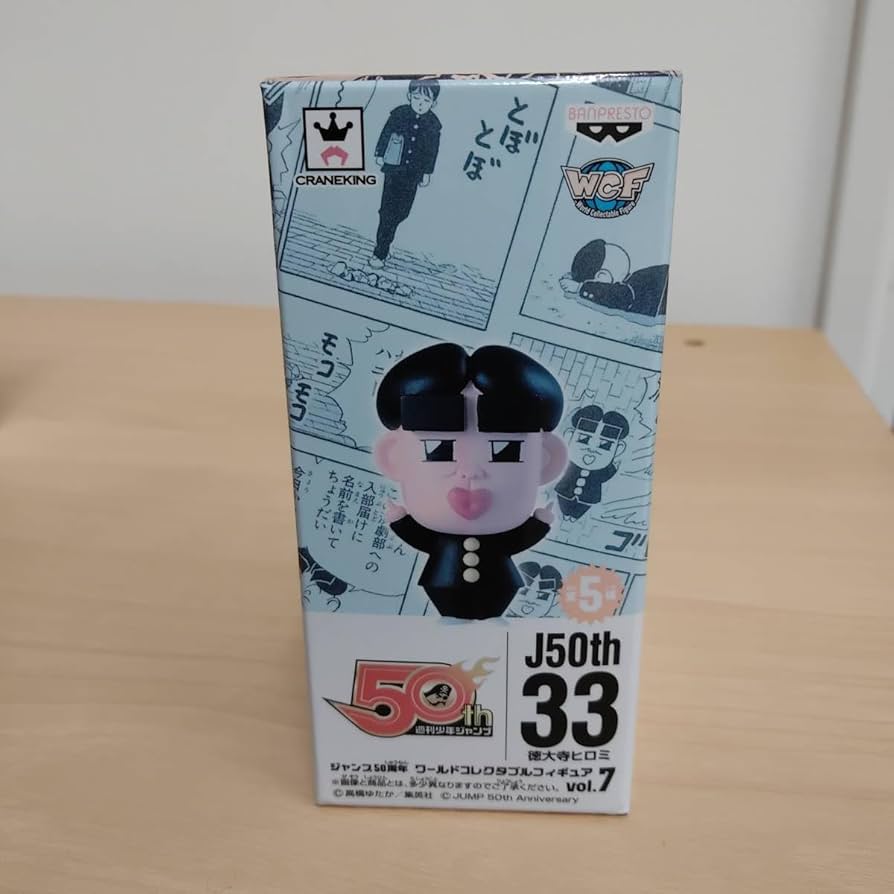 CRANEKING
BANPRESTO
WCF
World Collectable Figure
とぼ
とぼ
モコ
モコ
ハニ
劇部への
入部届けに
名前を書いて
ちょうだい
ゴ
全5種
50th
週刊少年ジャンプ
J50th
33
徳大寺ヒロミ
ジャンプ50周年 ワールドコレクタブルフィギュア vol.7
※画像と商品とは、多少異なりますのでご了承ください。
©高橋ゆたか/集英社 ©JUMP 50th Anniversary